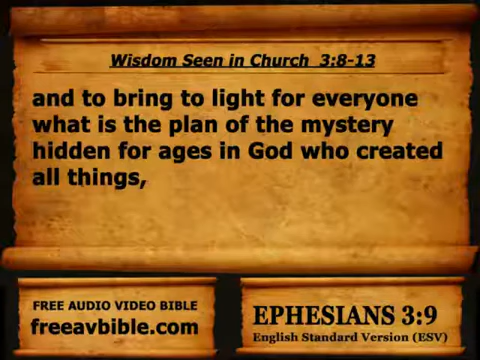 Wisdom Seen in Church 3:8-13
and to bring to light for everyone
what is the plan of the mystery
hidden for ages in God who created
all things,
FREE AUDIO VIDEO BIBLE
freeavbible.com
EPHESIANS 3:9
English Standard Version (ESV)